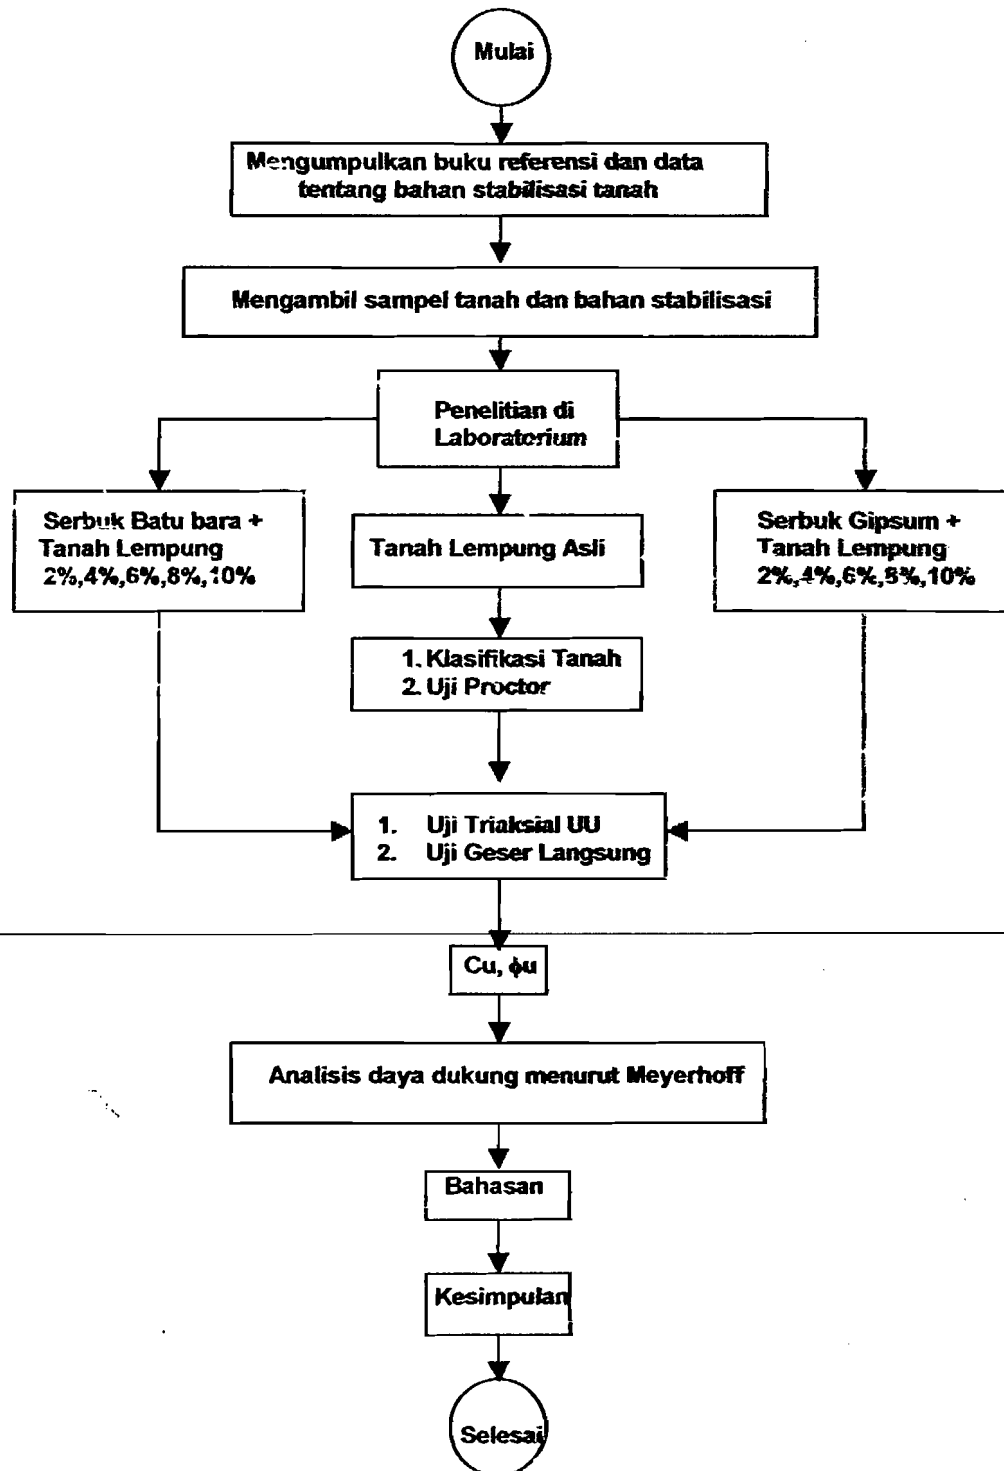 Mulai
Mengumpulkan buku referensi dan data
tentang bahan stabilisasi tanah
Mengambil sampel tanah dan bahan stabilisasi
Penelitian di
Laboratorium
Serbuk Batu bara +
Tanah Lempung
2%,4%,6%,8%,10%
Tanah Lempung Asli
Serbuk Gipsum +
Tanah Lempung
2%,4%,6%,8%,10%
1. Klasifikasi Tanah
2. Uji Proctor
1. Uji Triaksial UU
2. Uji Geser Langsung
Cu, ϕu
Analisis daya dukung menurut Meyerhoff
Bahasan
Kesimpulan
Selesai